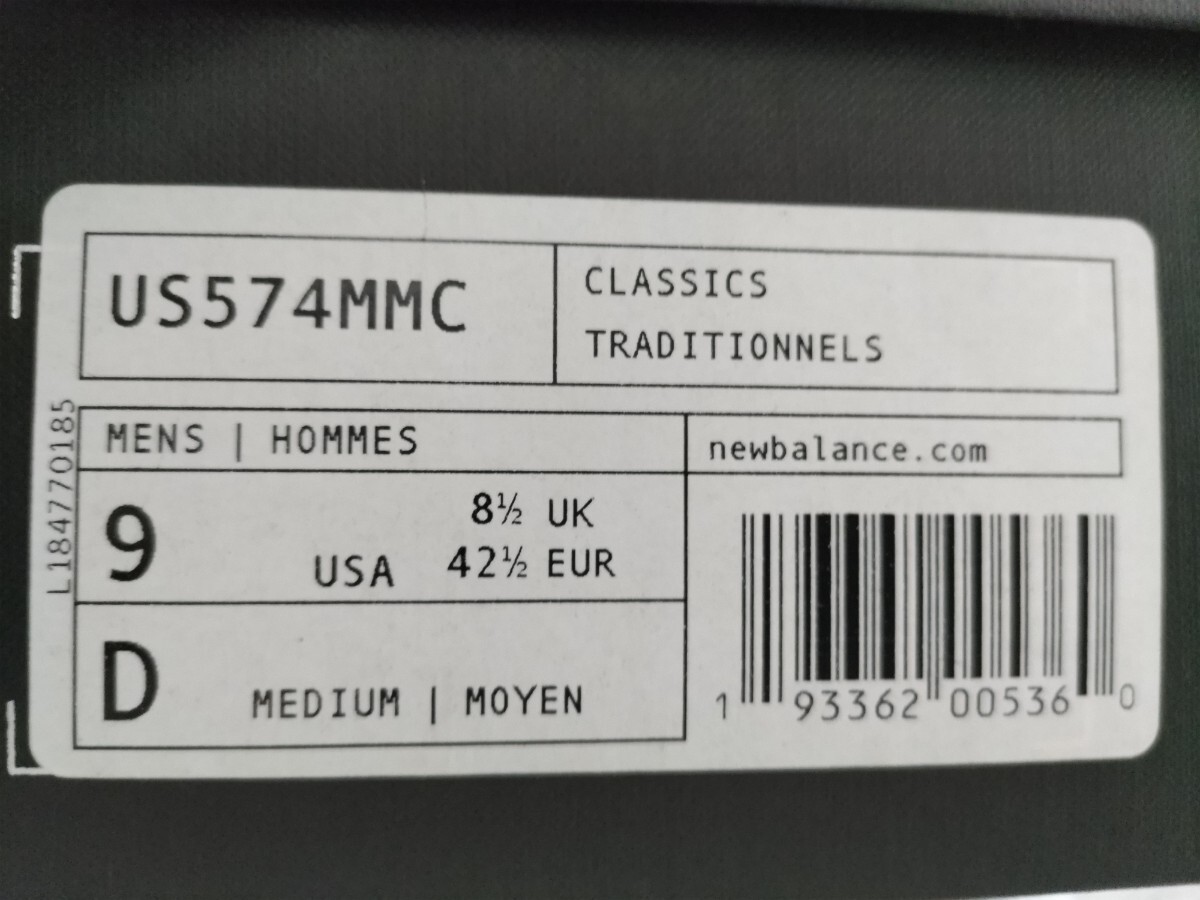 US574MMC
CLASSICS
TRADITIONNELS
L184770185
MENS | HOMMES
newbalance.com
9 USA 8½ UK
42½ EUR
D MEDIUM | MOYEN
1 93362 00536 0